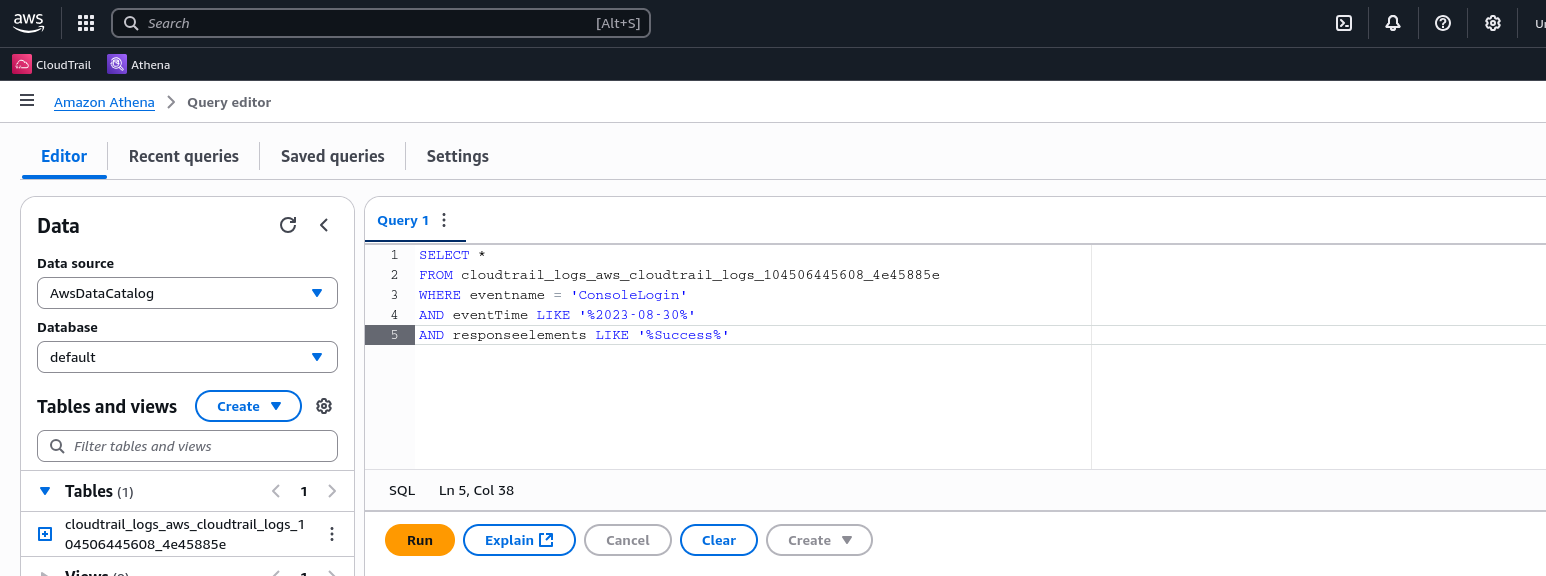 aws
Search [Alt+S]
CloudTrail Athena
Amazon Athena Query editor
Editor Recent queries Saved queries Settings
Data
Data source
AwsDataCatalog
Database
default
Tables and views Create
Filter tables and views
Tables (1) 1
cloudtrail_logs_aws_cloudtrail_logs_1
04506445608_4e45885e
Views 1
Query 1
1 SELECT *
2 FROM cloudtrail_logs_aws_cloudtrail_logs_104506445608_4e45885e
3 WHERE eventname = 'ConsoleLogin'
4 AND eventTime LIKE '%2023-08-30%'
5 AND responseelements LIKE '%Success%'
SQL Ln 5, Col 38
Run Explain Cancel Clear Create